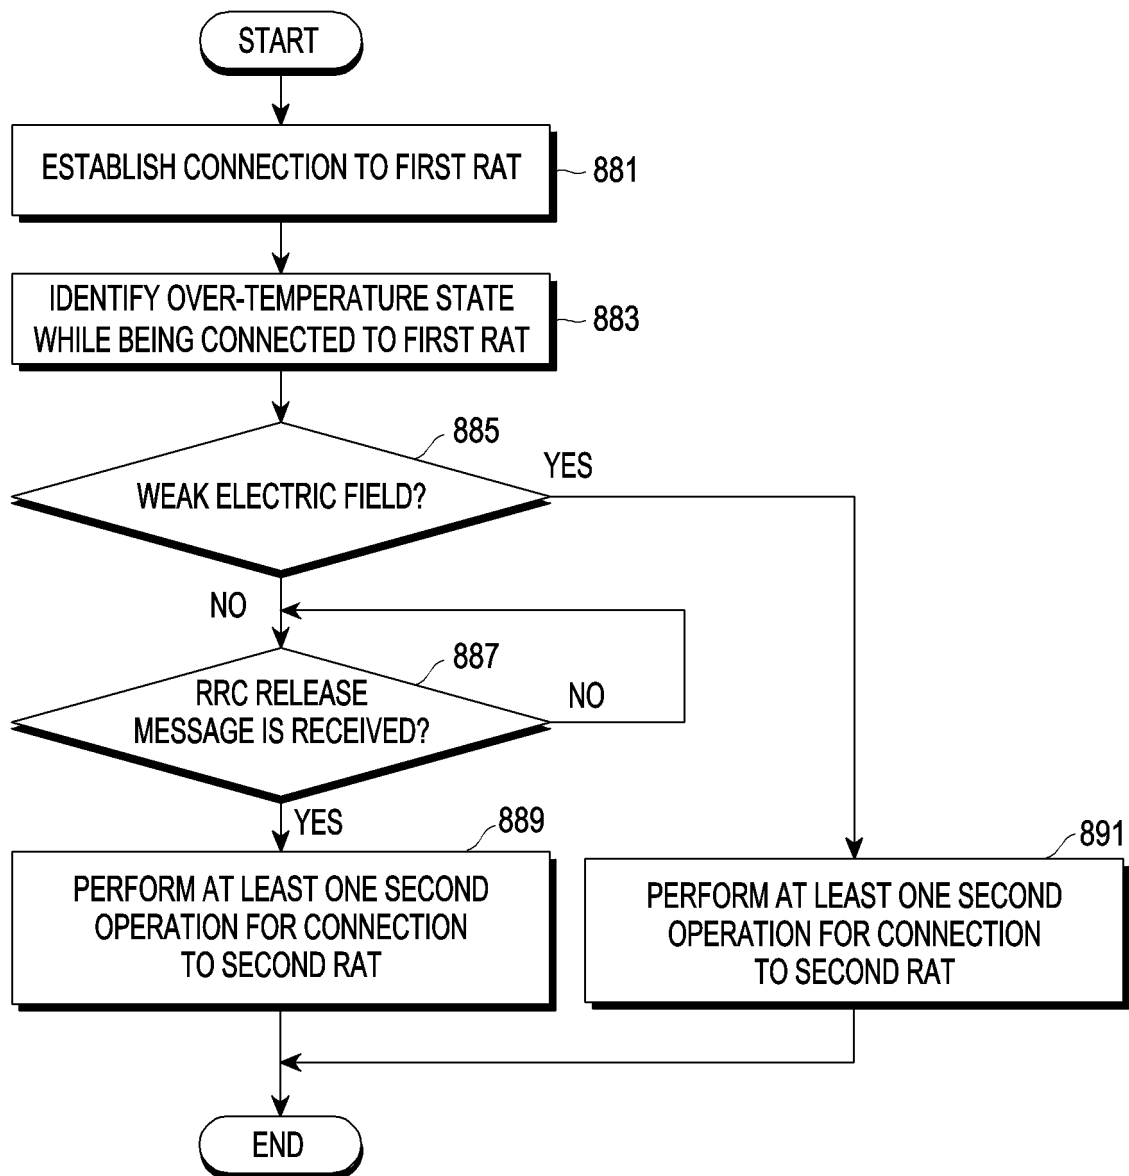 START
ESTABLISH CONNECTION TO FIRST RAT
881
IDENTIFY OVER-TEMPERATURE STATE
WHILE BEING CONNECTED TO FIRST RAT
883
885
WEAK ELECTRIC FIELD?
YES
NO
887
RRC RELEASE
MESSAGE IS RECEIVED?
NO
YES
889
PERFORM AT LEAST ONE SECOND
OPERATION FOR CONNECTION
TO SECOND RAT
891
PERFORM AT LEAST ONE SECOND
OPERATION FOR CONNECTION
TO SECOND RAT
END